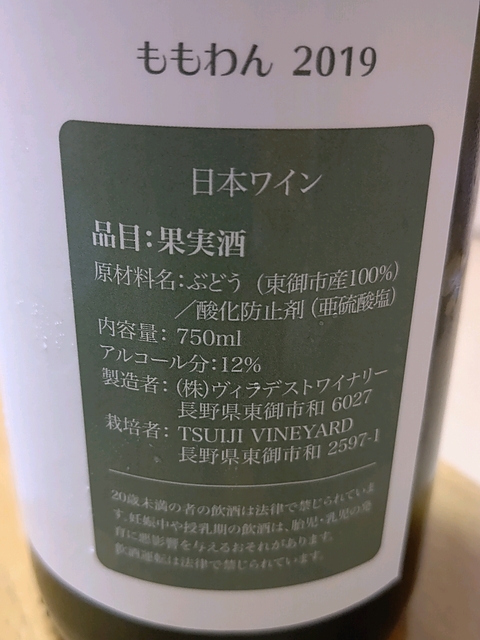 ももわん 2019
日本ワイン
品目：果実酒
原材料名：ぶどう（東御市産100%）
／酸化防止剤（亜硫酸塩）
内容量：750ml
アルコール分：12%
製造者：(株)ヴィラデストワイナリー
長野県東御市和 6027
栽培者：TSUIJI VINEYARD
長野県東御市和 2597-1
20歳未満の者の飲酒は法律で禁じられていま
す。妊娠中や授乳期の飲酒は、胎児・乳児の発
育に悪影響を与えるおそれがあります。
飲酒運転は法律で禁じられています。